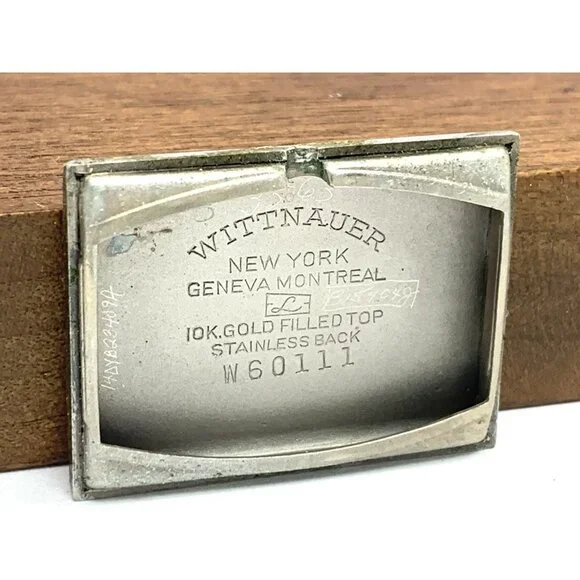 WITTNAUER
NEW YORK
GENEVA MONTREAL
L
10K. GOLD FILLED TOP
STAINLESS BACK
W60111